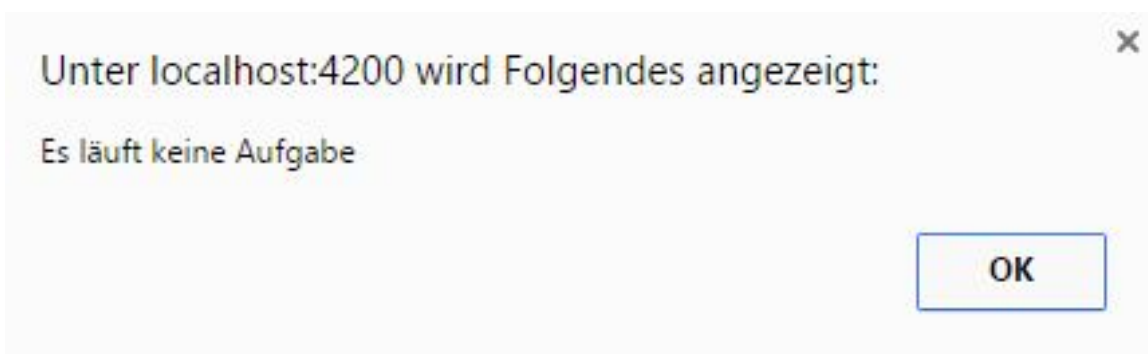 Unter localhost:4200 wird Folgendes angezeigt:
Es läuft keine Aufgabe
OK